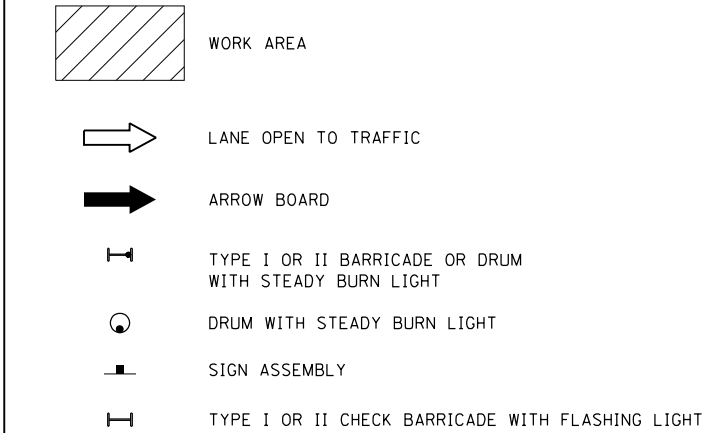 WORK AREA
LANE OPEN TO TRAFFIC
ARROW BOARD
TYPE I OR II BARRICADE OR DRUM
WITH STEADY BURN LIGHT
DRUM WITH STEADY BURN LIGHT
SIGN ASSEMBLY
TYPE I OR II CHECK BARRICADE WITH FLASHING LIGHT